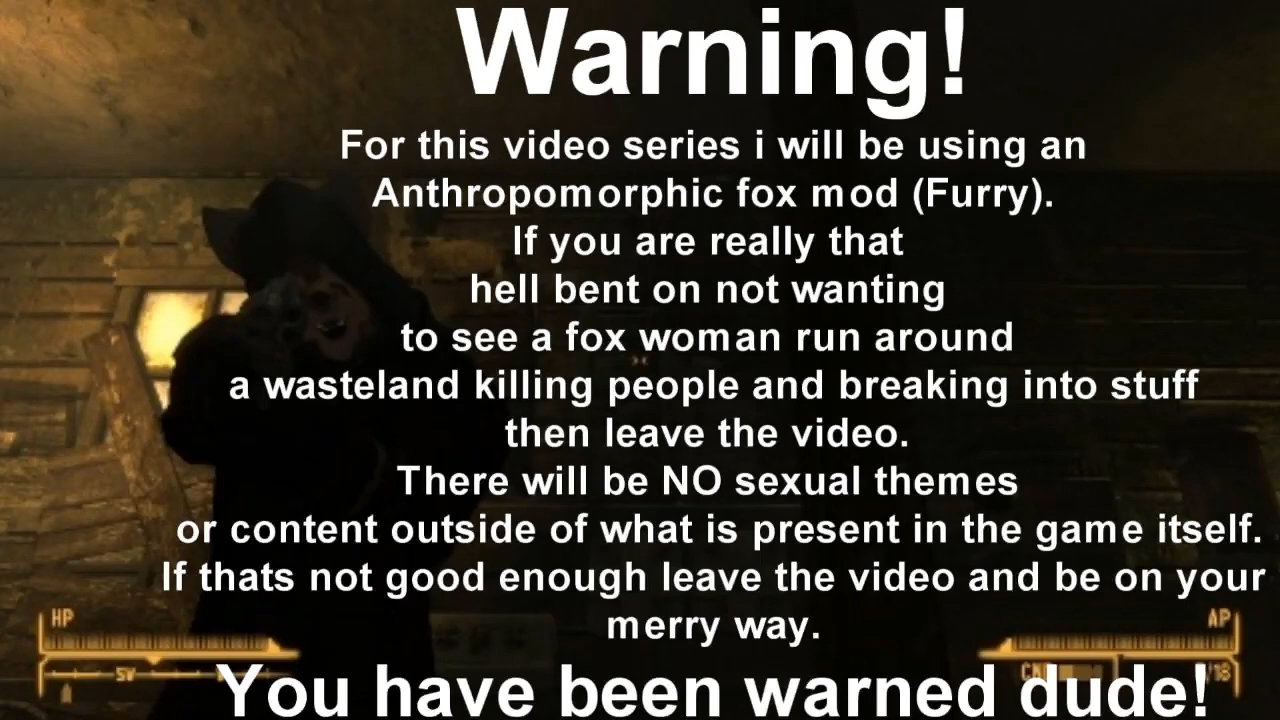 Warning!
For this video series i will be using an
Anthropomorphic fox mod (Furry).
If you are really that
hell bent on not wanting
to see a fox woman run around
a wasteland killing people and breaking into stuff
then leave the video.
There will be NO sexual themes
or content outside of what is present in the game itself.
If thats not good enough leave the video and be on your
merry way.
HP
AP
SW
/18
You have been warned dude!